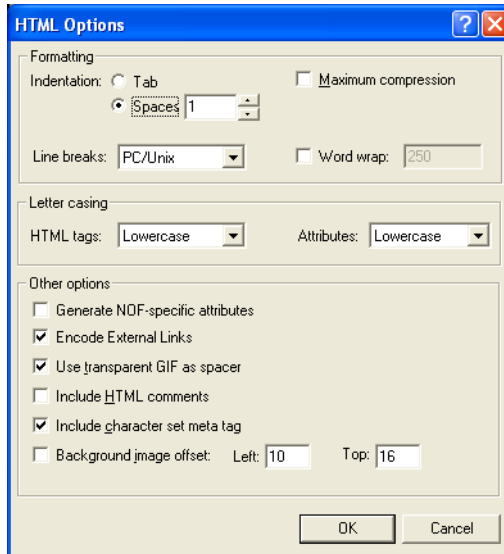 HTML Options
Formatting
Indentation: Tab
Maximum compression
Spaces 1
Line breaks: PC/Unix
Word wrap: 250
Letter casing
HTML tags: Lowercase
Attributes: Lowercase
Other options
Generate NOF-specific attributes
Encode External Links
Use transparent GIF as spacer
Include HTML comments
Include character set meta tag
Background image offset: Left: 10 Top: 16
OK Cancel